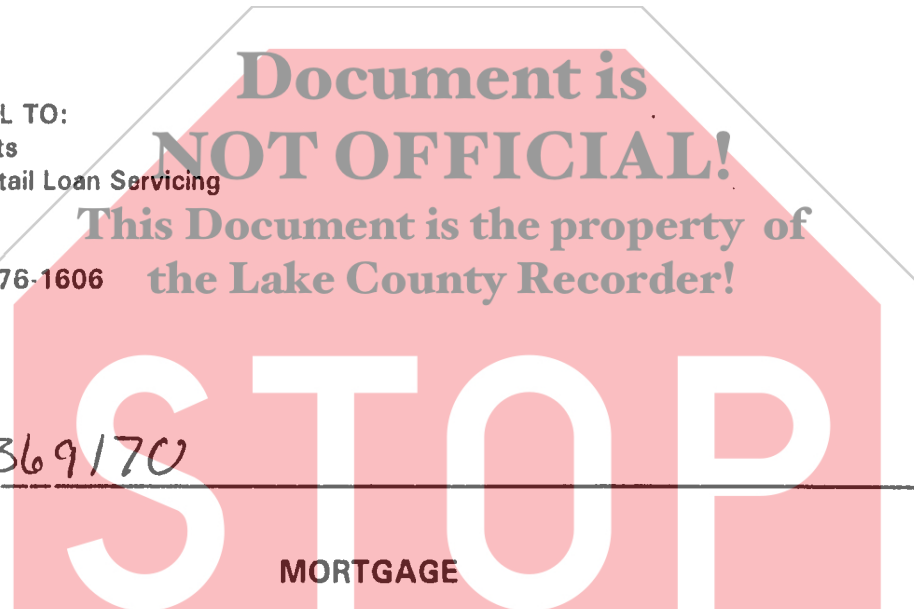 Document is
L TO:
ts
NOT OFFICIAL!
tail Loan Servicing
This Document is the property of
76-1606
the Lake County Recorder!
STOP
369170
MORTGAGE